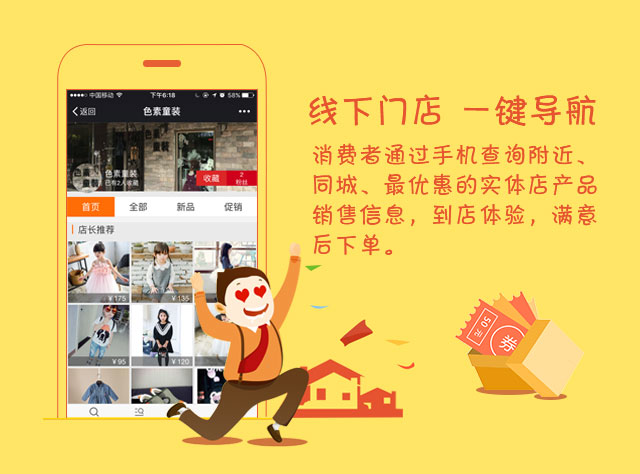 中国移动 下午6:18 58%
返回 色素童装
色素童装
已有2人收藏
收藏 2
粉丝
首页 全部 新品 促销
店长推荐
¥ 175 ¥ 135
¥ 95 ¥ 120
线下门店 一键导航
消费者通过手机查询附近、
同城、最优惠的实体店产品
销售信息，到店体验，满意
后下单。
50元
券